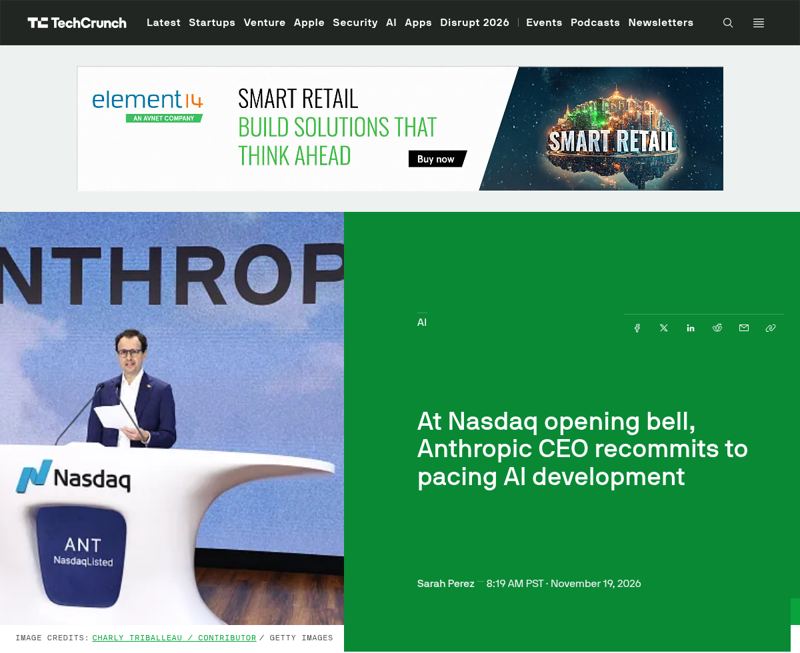 TechCrunch
Latest Startups Venture Apple Security AI Apps Disrupt 2026 | Events Podcasts Newsletters
element14
AN AVNET COMPANY
SMART RETAIL
BUILD SOLUTIONS THAT
THINK AHEAD
Buy now
SMART RETAIL
NTHROP
Nasdaq
ANT
NasdaqListed
AI
At Nasdaq opening bell,
Anthropic CEO recommits to
pacing AI development
Sarah Perez — 8:19 AM PST · November 19, 2026
IMAGE CREDITS: CHARLY TRIBALLEAU / CONTRIBUTOR / GETTY IMAGES